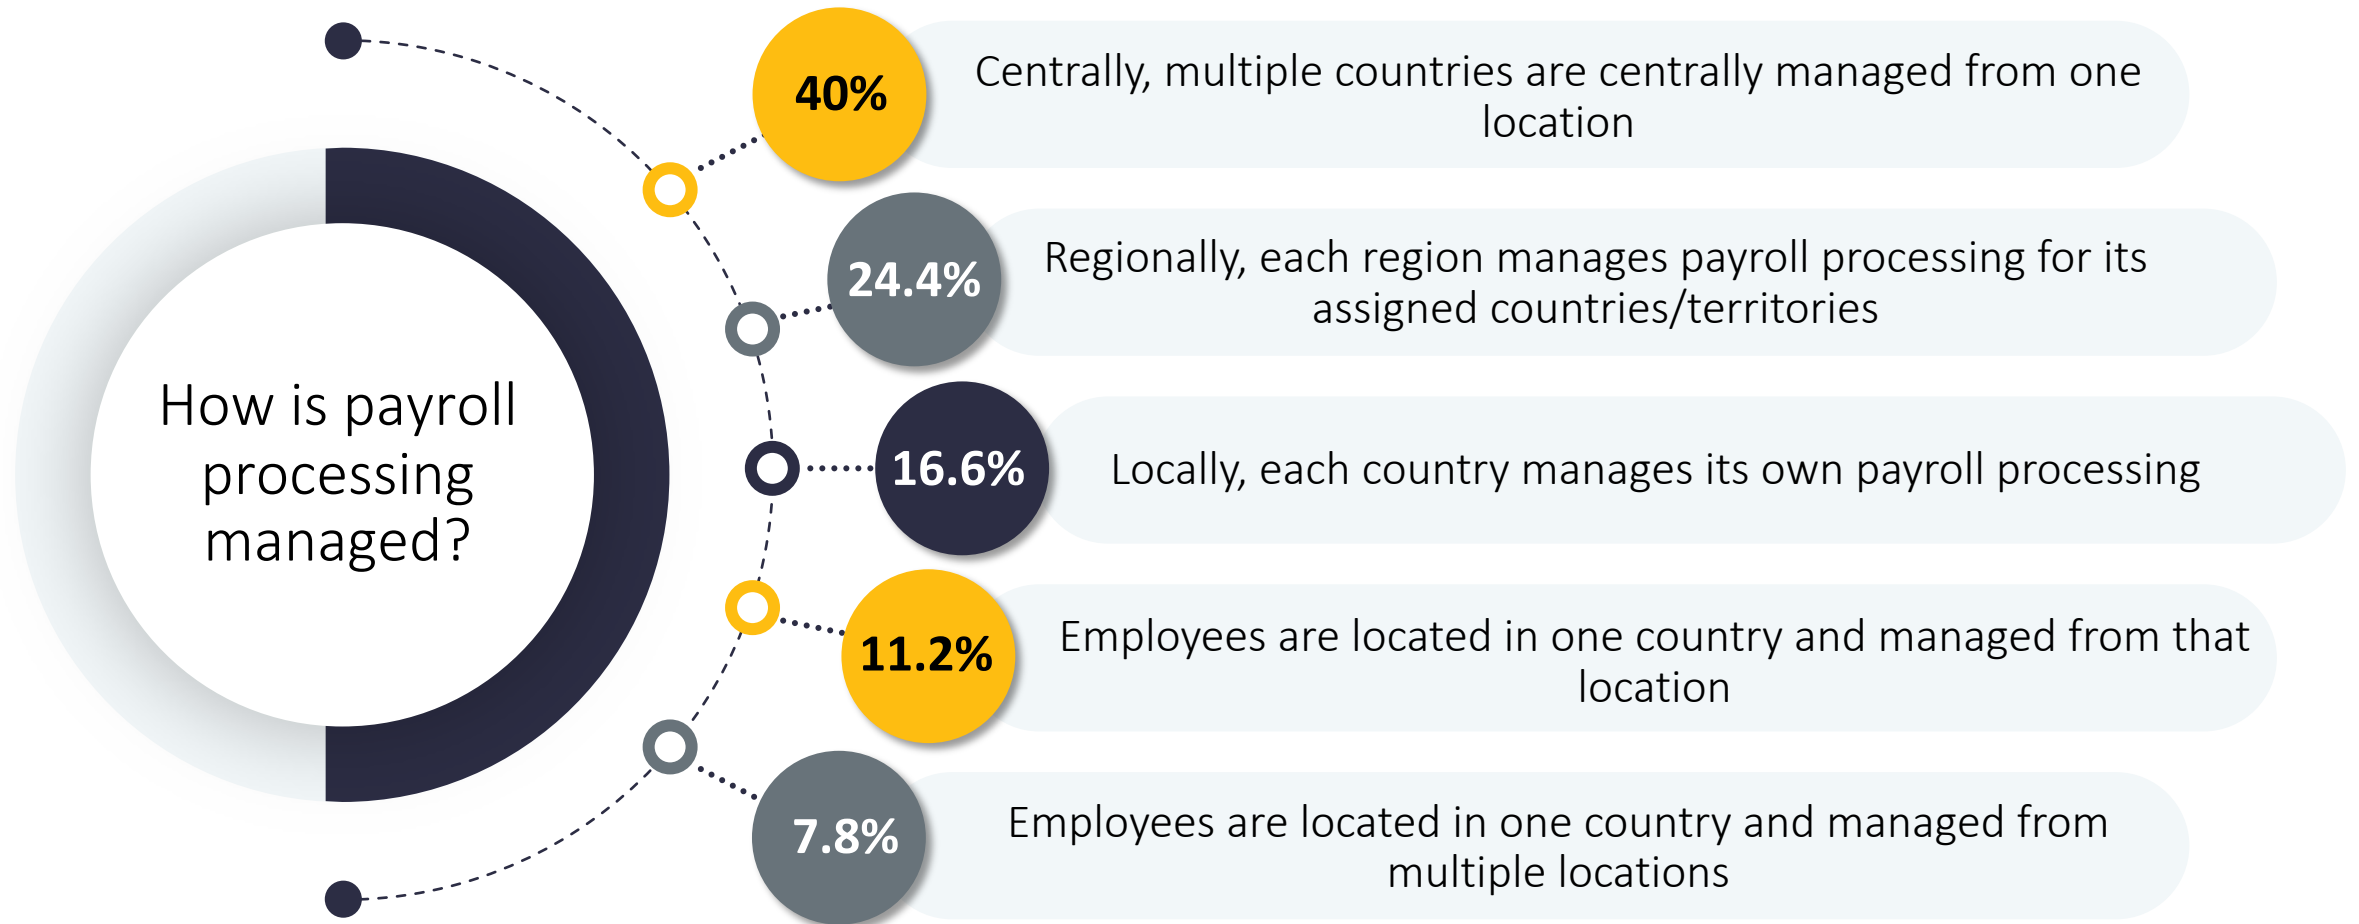 How is payroll
processing
managed?
40%
Centrally, multiple countries are centrally managed from one
location
24.4%
Regionally, each region manages payroll processing for its
assigned countries/territories
16.6%
Locally, each country manages its own payroll processing
11.2%
Employees are located in one country and managed from that
location
7.8%
Employees are located in one country and managed from
multiple locations